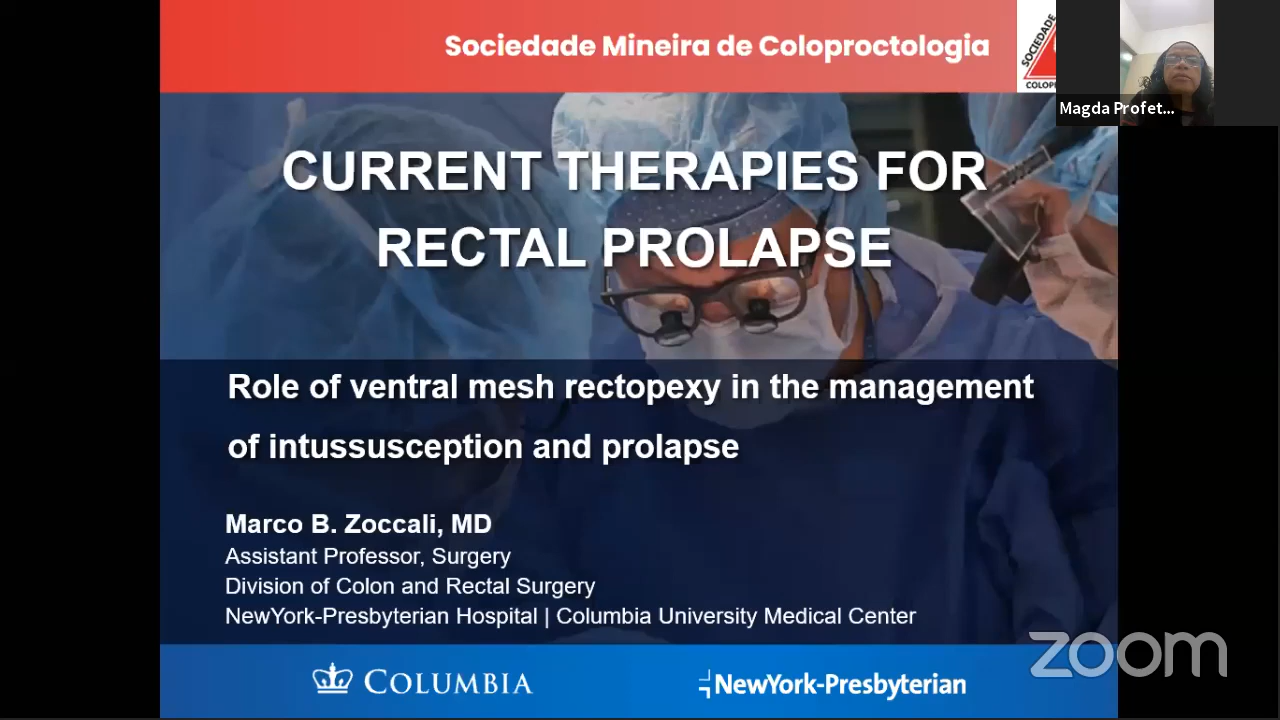 Sociedade Mineira de Coloproctologia
SOCIEDADE
COLOP
Magda Profet...
CURRENT THERAPIES FOR
RECTAL PROLAPSE
Role of ventral mesh rectopexy in the management
of intussusception and prolapse
Marco B. Zoccali, MD
Assistant Professor, Surgery
Division of Colon and Rectal Surgery
NewYork-Presbyterian Hospital | Columbia University Medical Center
COLUMBIA
NewYork-Presbyterian
zoom